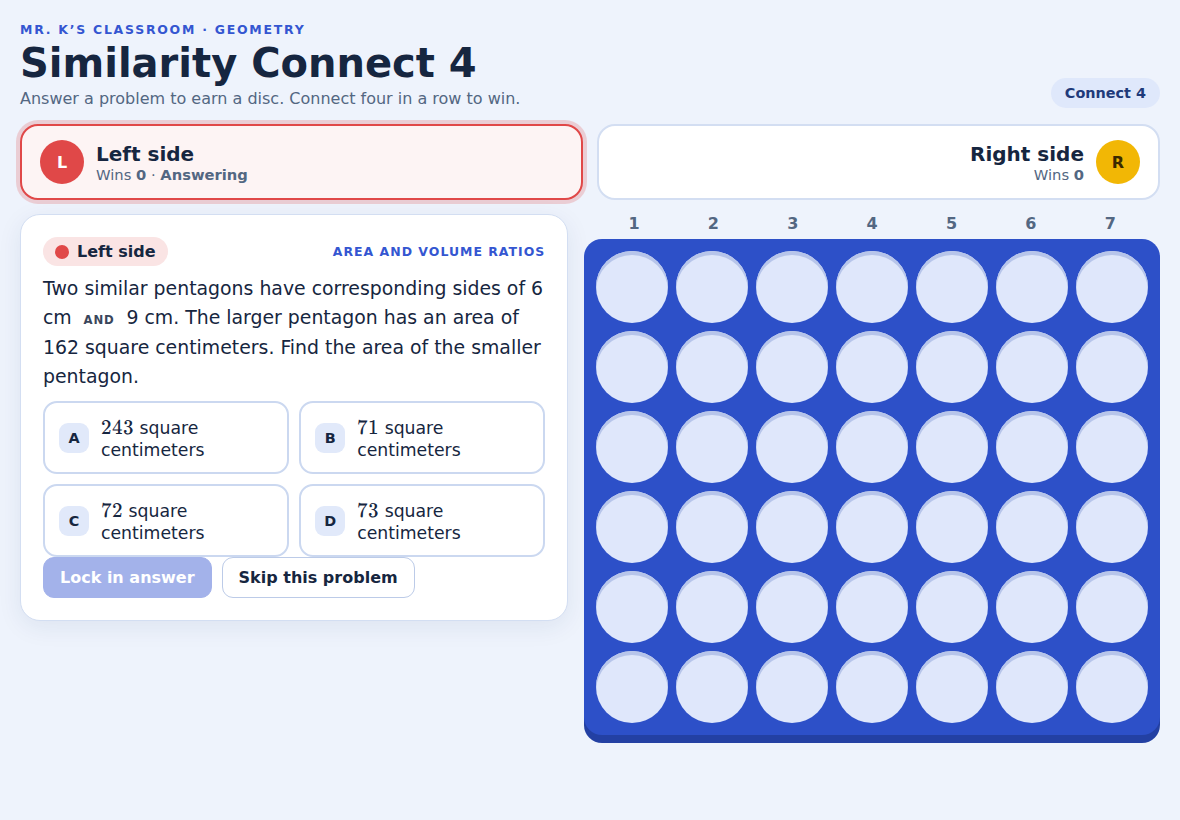 MR. K’S CLASSROOM · GEOMETRY
Similarity Connect 4
Answer a problem to earn a disc. Connect four in a row to win.
Connect 4
L
Left side
Wins 0 · Answering
Right side
Wins 0
R
Left side
AREA AND VOLUME RATIOS
Two similar pentagons have corresponding sides of 6
cm AND 9 cm. The larger pentagon has an area of
162 square centimeters. Find the area of the smaller
pentagon.
A
243 square
centimeters
B
71 square
centimeters
C
72 square
centimeters
D
73 square
centimeters
Lock in answer
Skip this problem
1 2 3 4 5 6 7